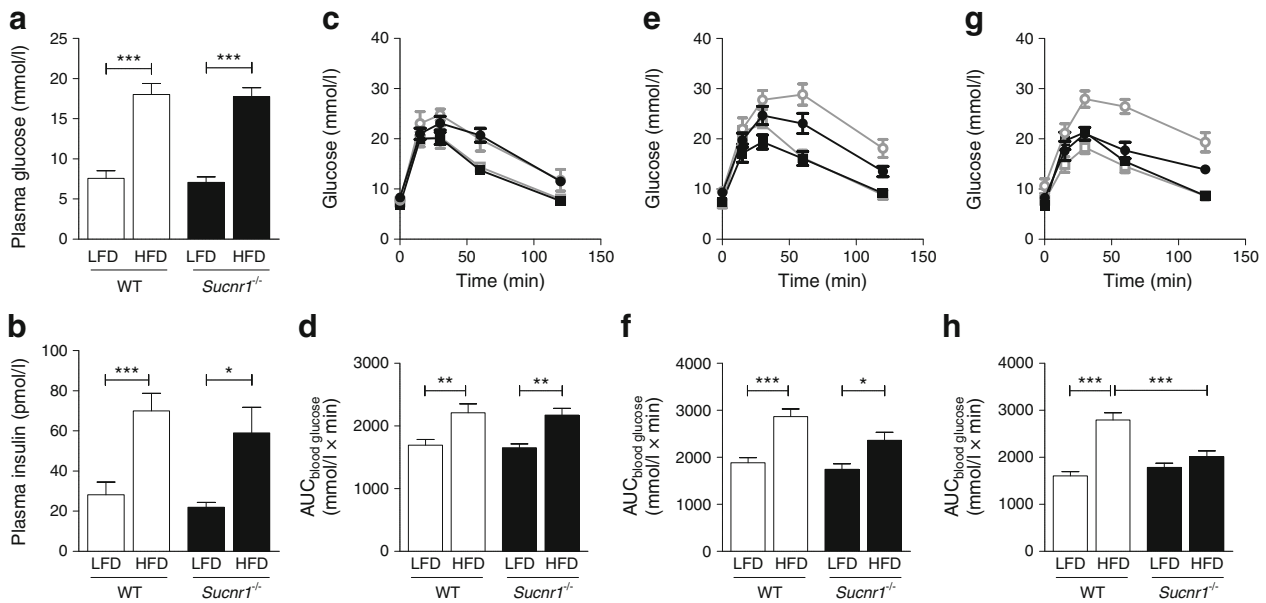 a
Plasma glucose (mmol/l)
25
20
15
10
5
0
***
***
LFD HFD LFD HFD
WT Sucnr1-/-
c
Glucose (mmol/l)
40
30
20
10
0
0 50 100 150
Time (min)
e
Glucose (mmol/l)
40
30
20
10
0
0 50 100 150
Time (min)
g
Glucose (mmol/l)
40
30
20
10
0
0 50 100 150
Time (min)
b
Plasma insulin (pmol/l)
100
80
60
40
20
0
***
*
LFD HFD LFD HFD
WT Sucnr1-/-
d
AUCblood glucose
(mmol/l × min)
3000
2000
1000
0
**
**
LFD HFD LFD HFD
WT Sucnr1-/-
f
AUCblood glucose
(mmol/l × min)
4000
3000
2000
1000
0
***
*
LFD HFD LFD HFD
WT Sucnr1-/-
h
AUCblood glucose
(mmol/l × min)
4000
3000
2000
1000
0
***
***
LFD HFD LFD HFD
WT Sucnr1-/-